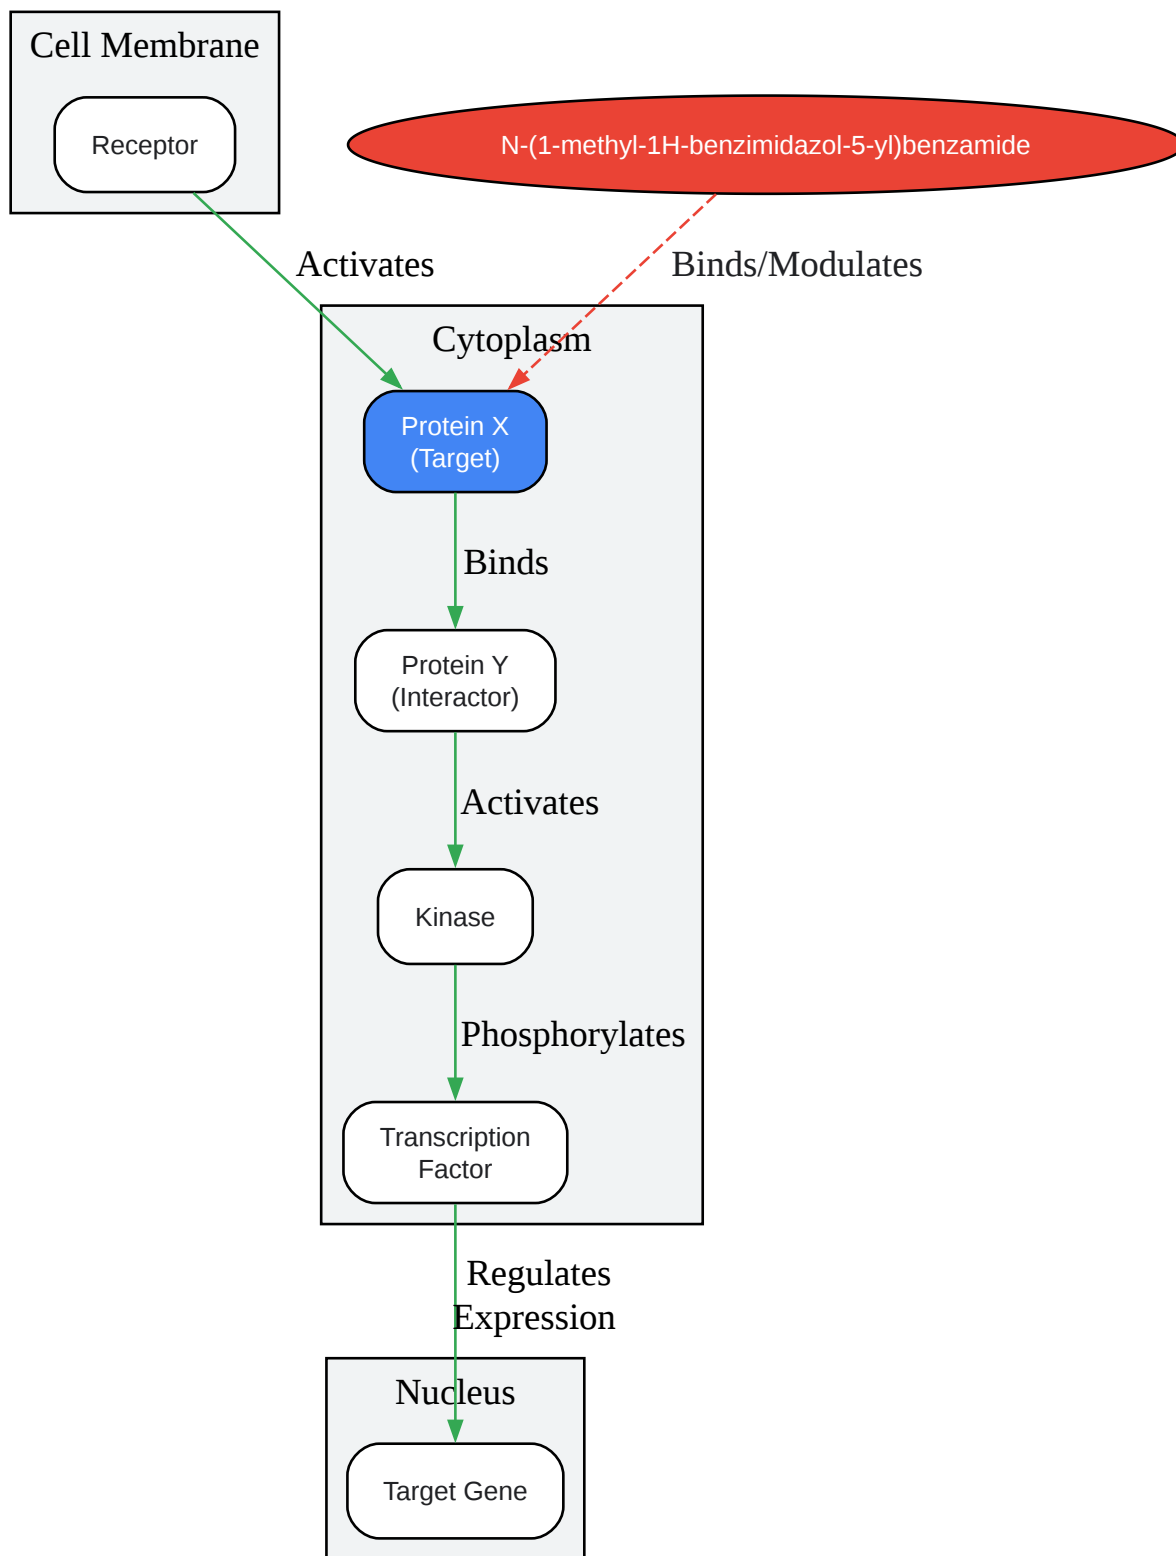 Cell Membrane
Receptor
N-(1-methyl-1H-benzimidazol-5-yl)benzamide
Activates
Binds/Modulates
Cytoplasm
Protein X
(Target)
Binds
Protein Y
(Interactor)
Activates
Kinase
Phosphorylates
Transcription
Factor
Regulates
Expression
Nucleus
Target Gene